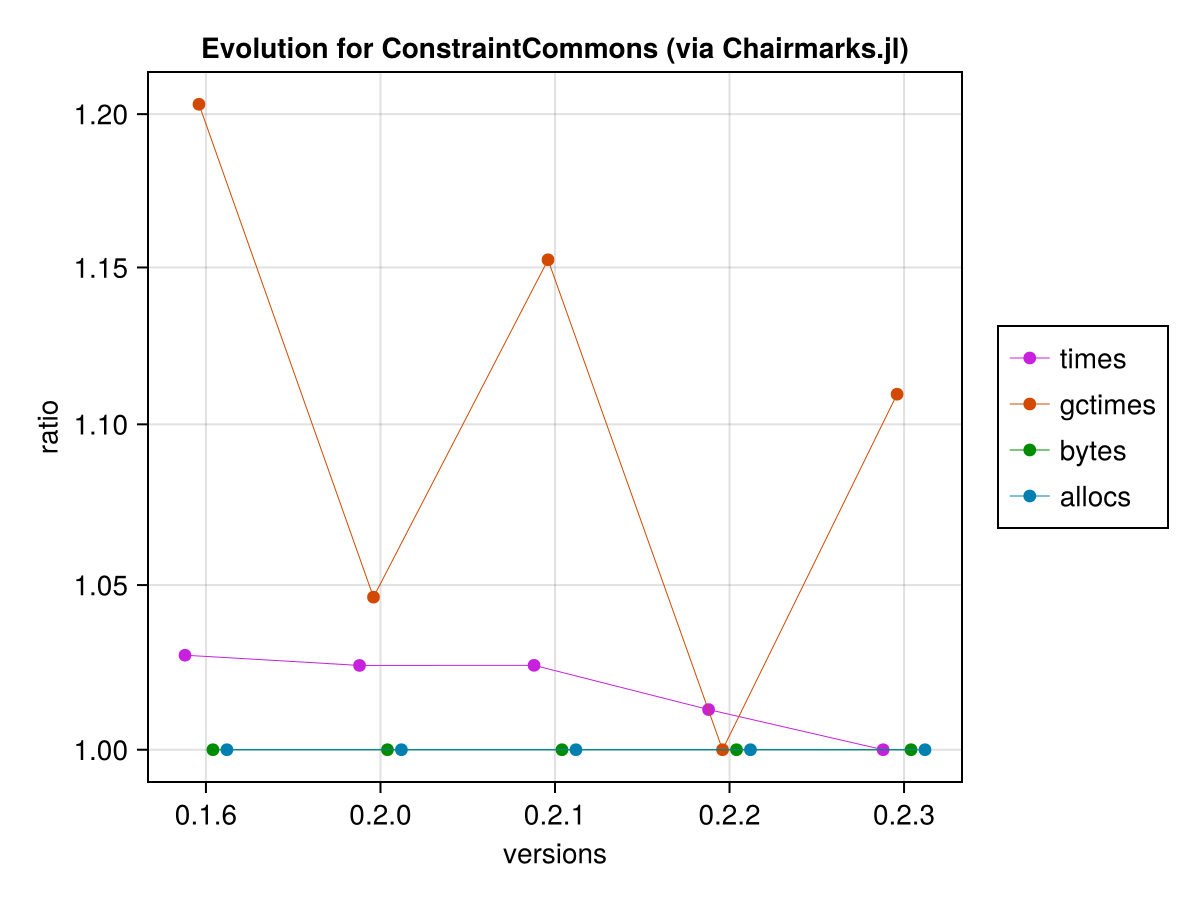 Evolution for ConstraintCommons (via Chairmarks.jl)
1.20
1.15
1.10
1.05
1.00
ratio
0.1.6 0.2.0 0.2.1 0.2.2 0.2.3
versions
times
gctimes
bytes
allocs